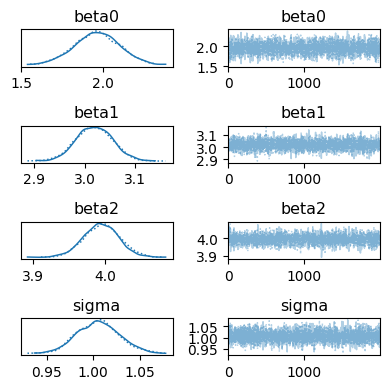 beta0 beta0
2.0
1.5
1.5 2.0 0 1000
beta1 beta1
3.1
3.0
2.9
2.9 3.0 3.1 0 1000
beta2 beta2
4.0
3.9
3.9 4.0 0 1000
sigma sigma
1.05
1.00
0.95
0.95 1.00 1.05 0 1000